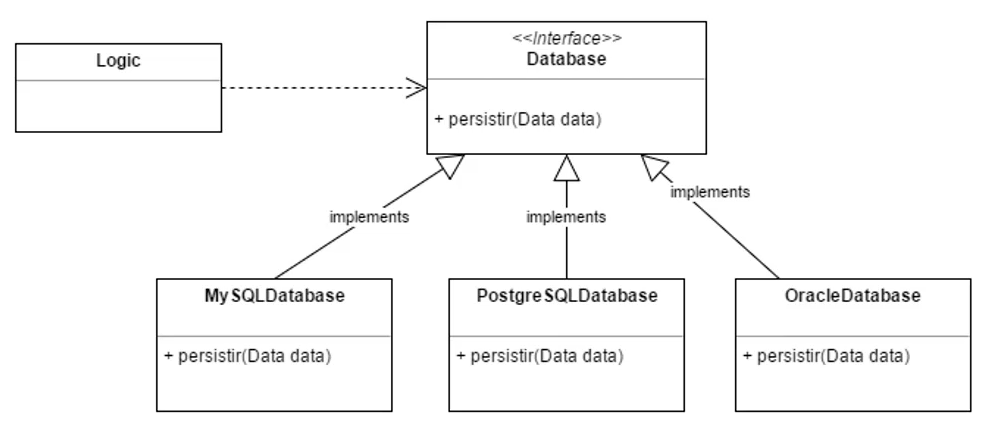 Logic
<<Interface>>
Database
+ persistir(Data data)
implements
implements
implements
MySQLDatabase
+ persistir(Data data)
PostgreSQLDatabase
+ persistir(Data data)
OracleDatabase
+ persistir(Data data)